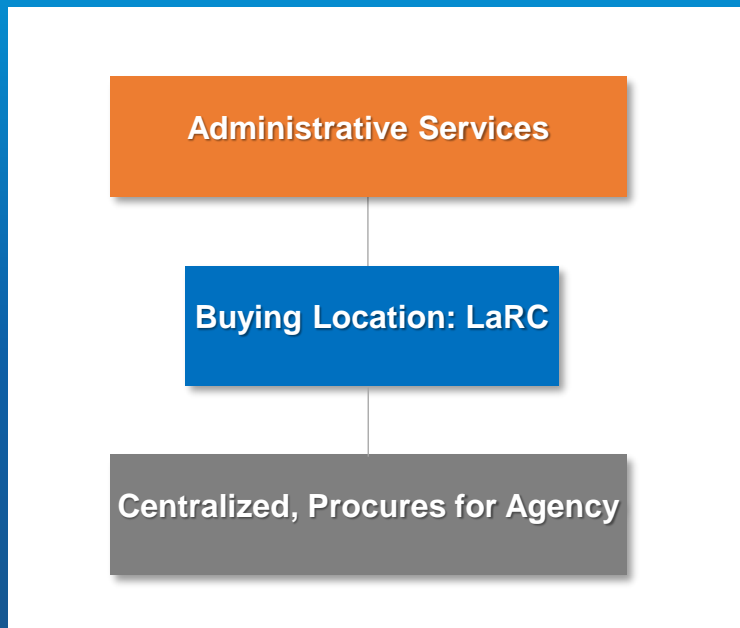 Administrative Services
Buying Location: LaRC
Centralized, Procures for Agency